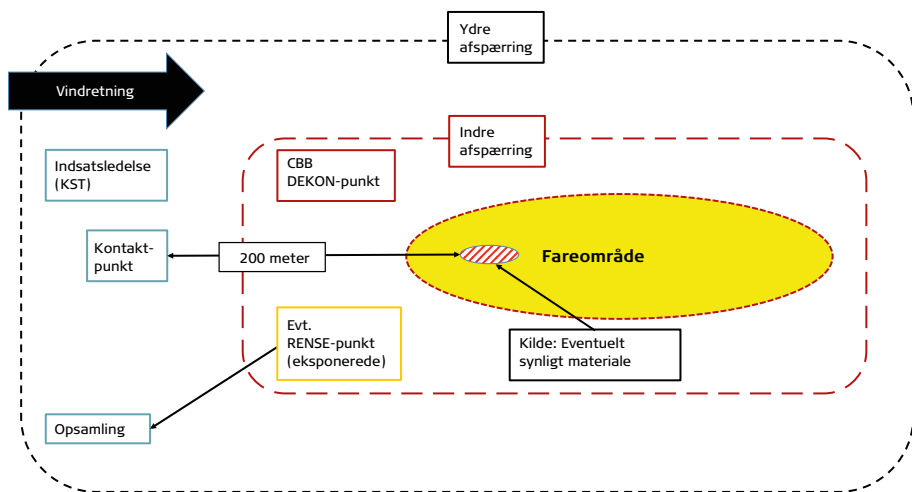 Ydre
afspærring
Vindretning
Indre
afspærring
Indsatsledelse
(KST)
CBB
DEKON-punkt
Kontakt-
punkt
200 meter
Fareområde
Evt.
RENSE-punkt
(eksponerede)
Kilde: Eventuelt
synligt materiale
Opsamling